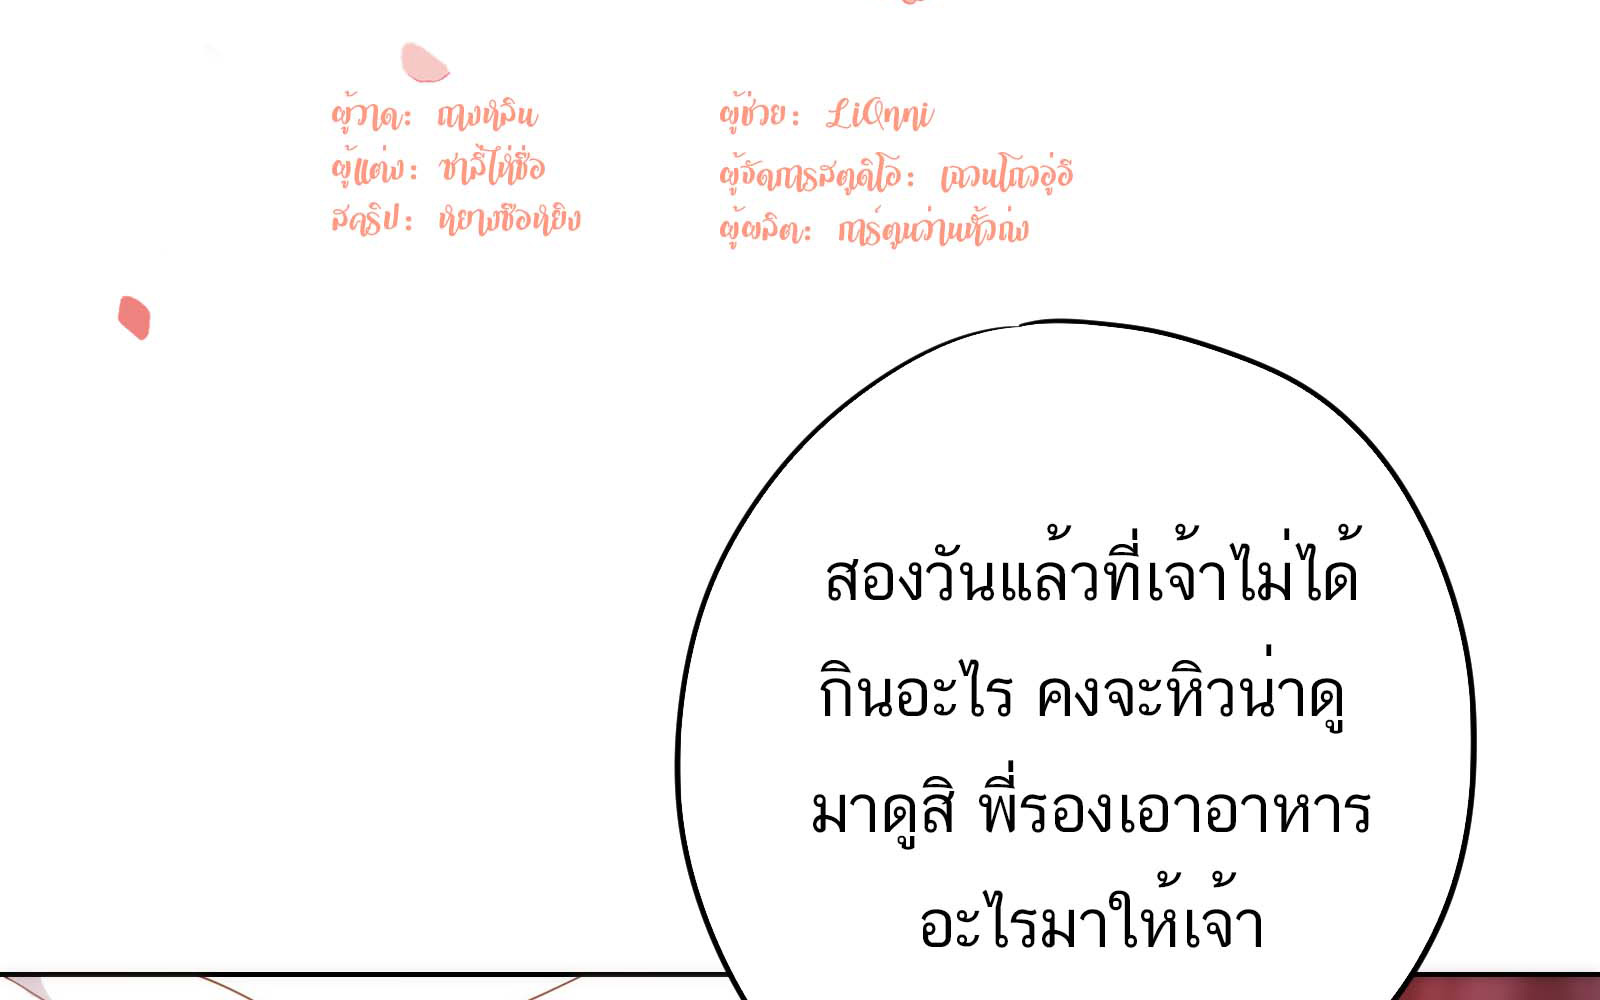 ผู้วาด: ถางหลิน
ผู้แต่ง: ซาลี่ไห่ชื่อ
สคริป: หยางซือหยิง
ผู้ช่วย: LiQnni
ผู้จัดการสตูดิโอ: เฉวนโถวอู่อี
ผู้ผลิต: การ์ตูนว่านหั้วถ่ง
สองวันแล้วที่เจ้าไม่ได้
กินอะไร คงจะหิวน่าดู
มาดูสิ พี่รองเอาอาหาร
อะไรมาให้เจ้า